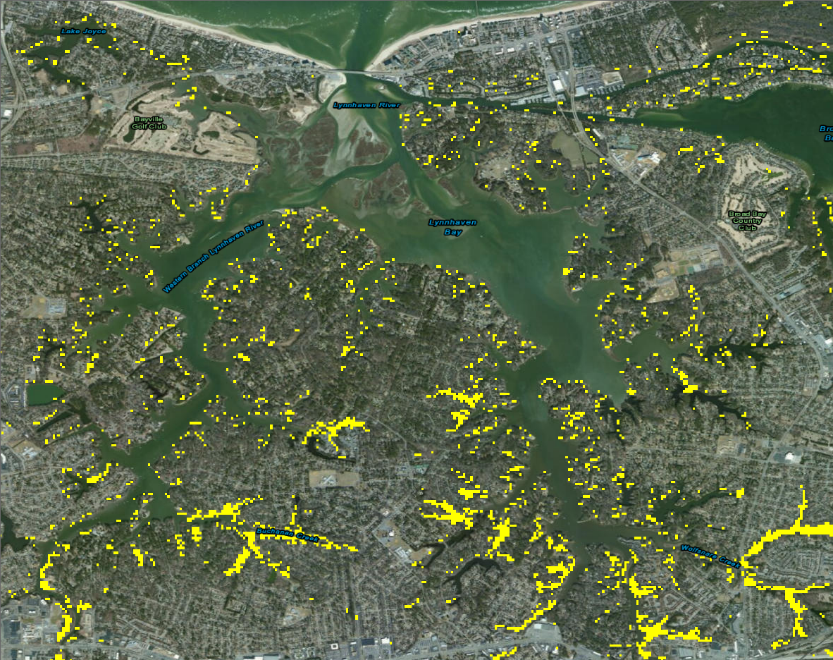 Lake Joyce
Bayville
Golf Club
Lynnhaven River
Broad Bay
Country
Club
Lynnhaven
Bay
Western Branch Lynnhaven River
Creek
Wolfsnare Creek